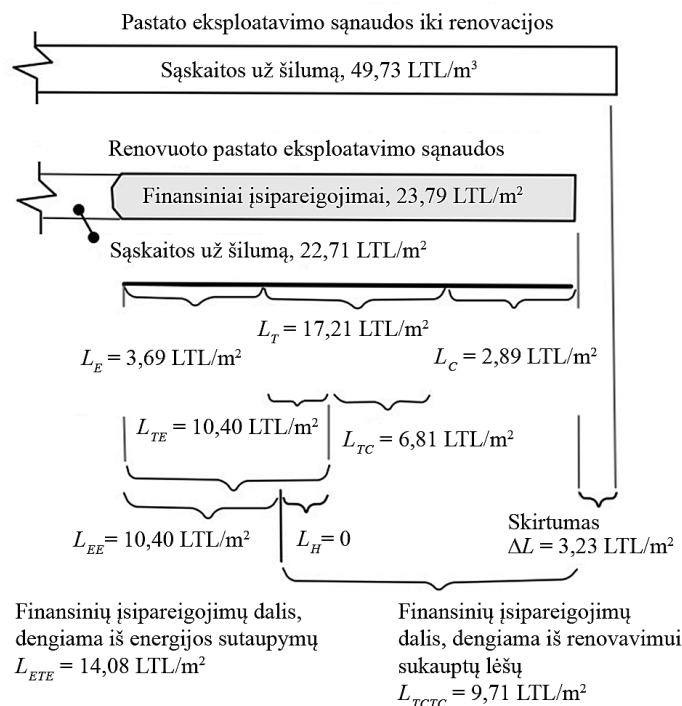 Pastato eksploatavimo sąnaudos iki renovacijos
Sąskaitos už šilumą, 49,73 LTL/m³
Renovuoto pastato eksploatavimo sąnaudos
Finansiniai įsipareigojimai, 23,79 LTL/m²
Sąskaitos už šilumą, 22,71 LTL/m²
L_T = 17,21 LTL/m²
L_E = 3,69 LTL/m²
L_C = 2,89 LTL/m²
L_TE = 10,40 LTL/m²
L_TC = 6,81 LTL/m²
L_EE = 10,40 LTL/m²
L_H = 0
Skirtumas
ΔL = 3,23 LTL/m²
Finansinių įsipareigojimų dalis,
dengiama iš energijos sutaupymų
L_ETE = 14,08 LTL/m²
Finansinių įsipareigojimų
dalis, dengiama iš renovavimui
sukauptų lėšų
L_TCTC = 9,71 LTL/m²